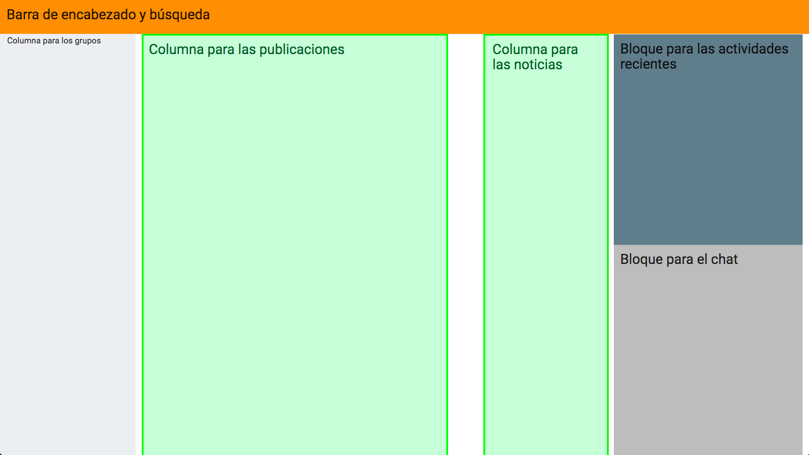 Barra de encabezado y búsqueda
Columna para los grupos
Columna para las publicaciones
Columna para
las noticias
Bloque para las actividades
recientes
Bloque para el chat